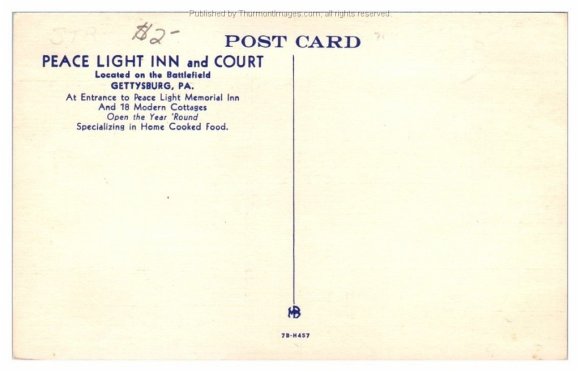 Published by ThurmontImages.com, all rights reserved.
$2-
POST CARD
PEACE LIGHT INN and COURT
Located on the Battlefield
GETTYSBURG, PA.
At Entrance to Peace Light Memorial Inn
And 18 Modern Cottages
Open the Year 'Round
Specializing in Home Cooked Food.
7B-H457